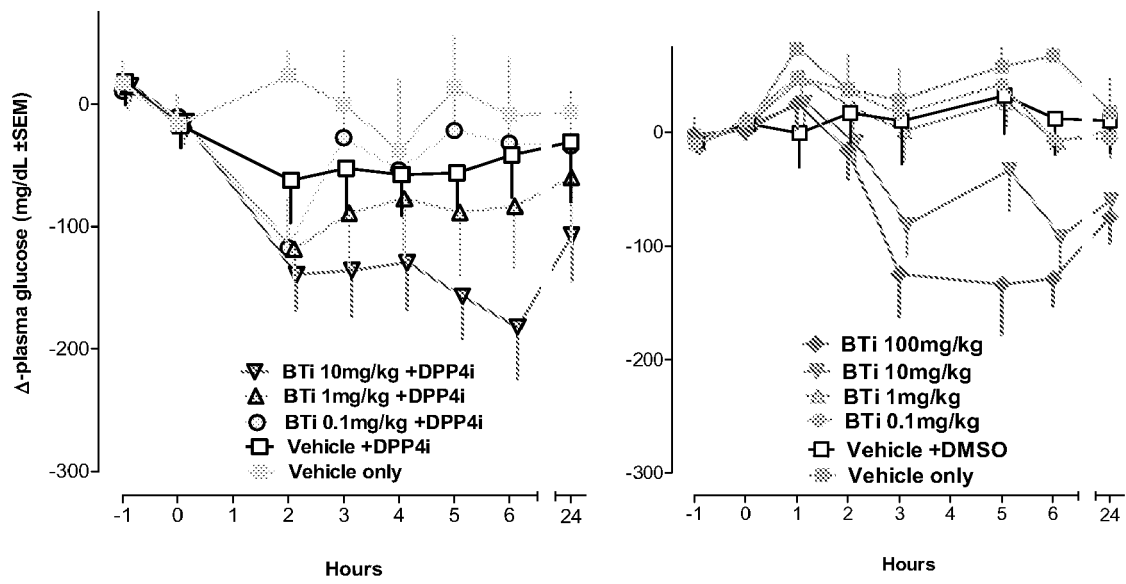 Δ-plasma glucose (mg/dL ±SEM)
0
-100
-200
-300
BTi 10mg/kg +DPP4i
BTi 1mg/kg +DPP4i
BTi 0.1mg/kg +DPP4i
Vehicle +DPP4i
Vehicle only
-1 0 1 2 3 4 5 6 24
Hours
0
-100
-200
-300
BTi 100mg/kg
BTi 10mg/kg
BTi 1mg/kg
BTi 0.1mg/kg
Vehicle +DMSO
Vehicle only
-1 0 1 2 3 4 5 6 24
Hours